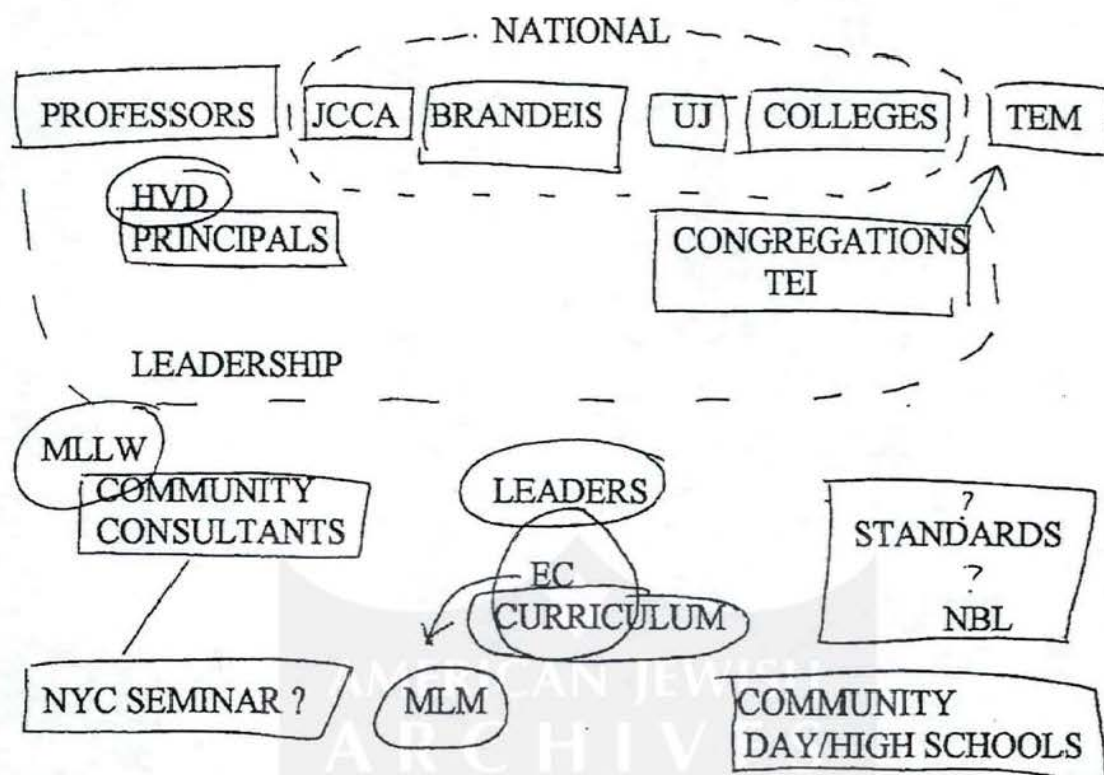 NATIONAL
PROFESSORS JCCA BRANDEIS UJ COLLEGES TEM
HVD
PRINCIPALS
CONGREGATIONS
TEI
LEADERSHIP
MLLW
COMMUNITY
CONSULTANTS
LEADERS
EC
CURRICULUM
?
STANDARDS
?
NBL
NYC SEMINAR ?
MLM
COMMUNITY
DAY/HIGH SCHOOLS
AMERICAN JEWISH
ARCHIVES